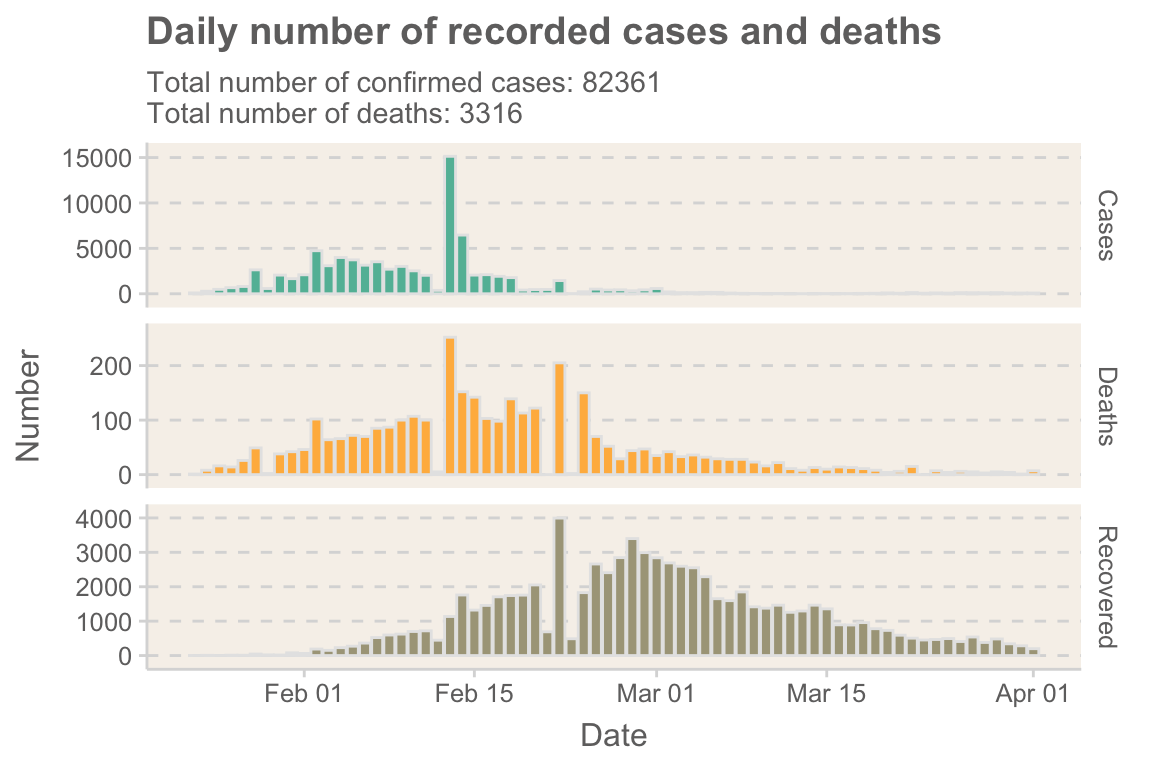 Daily number of recorded cases and deaths
Total number of confirmed cases: 82361
Total number of deaths: 3316
15000
10000
5000
0
Cases
200
100
0
Deaths
4000
3000
2000
1000
0
Recovered
Number
Feb 01
Feb 15
Mar 01
Mar 15
Apr 01
Date